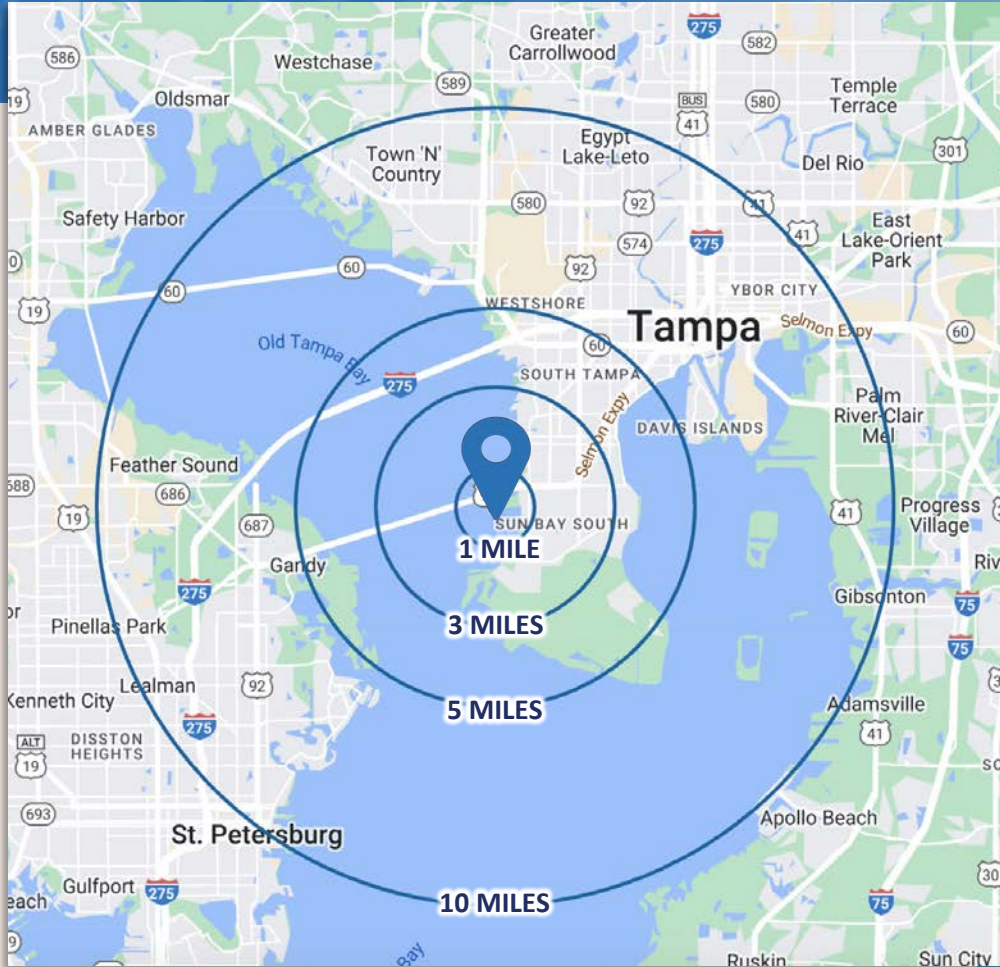 275
Greater
Carrollwood
582
586
Westchase
589
Temple
Terrace
19
Oldsmar
BUS
41
580
AMBER GLADES
Egypt
Lake-Leto
Town 'N'
Country
Del Rio
301
580
92
41
Safety Harbor
574
275
41
East
Lake-Orient
Park
60
92
60
YBOR CITY
19
WESTSHORE
Tampa
Selmon Expy
60
Old Tampa Bay
60
275
SOUTH TAMPA
Palm
River-Clair
Mel
Selmon Expy
DAVIS ISLANDS
Feather Sound
688
686
19
687
41
Progress
Village
SUN BAY SOUTH
1 MILE
Gandy
Riv
275
Gibsonton
75
3 MILES
Pinellas Park
75
Lealman
92
Kenneth City
5 MILES
Adamsville
275
41
ALT
19
DISSTON
HEIGHTS
693
Apollo Beach
St. Petersburg
Gulfport
275
30
each
10 MILES
75
Bay
Ruskin
Sun City